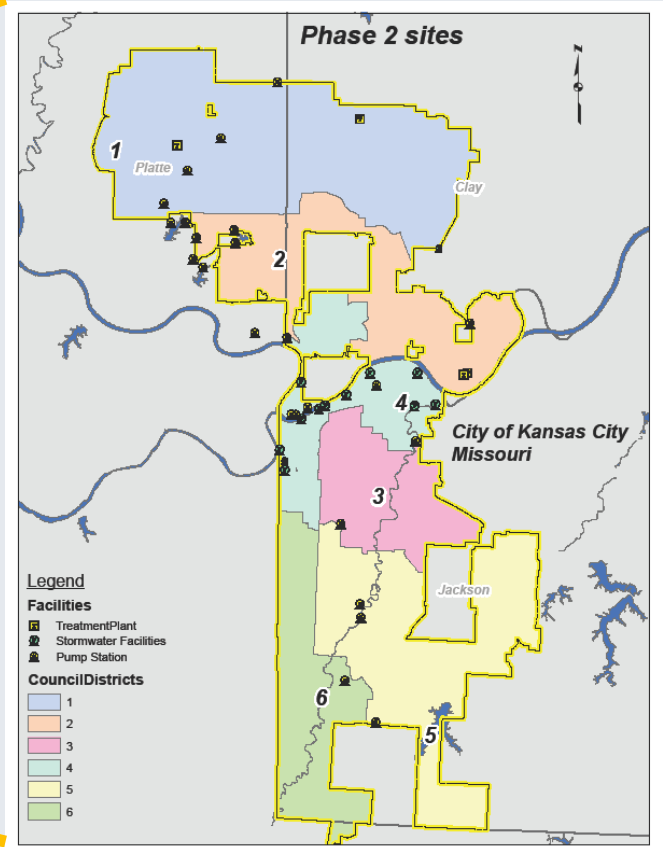 Phase 2 sites
N
1
Platte
Clay
2
4
City of Kansas City
Missouri
3
Jackson
Legend
Facilities
TreatmentPlant
Stormwater Facilities
Pump Station
CouncilDistricts
1
2
3
4
5
6
6
5